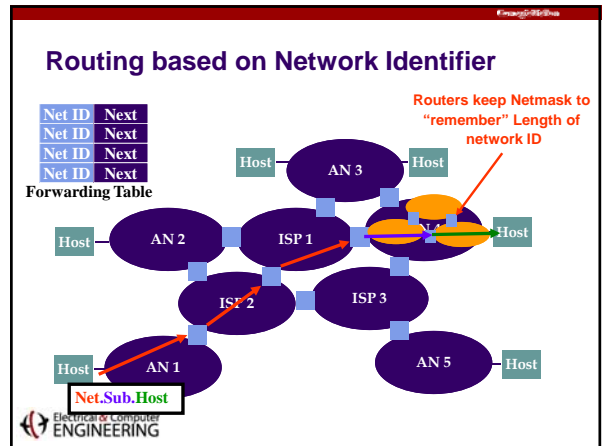 Carnegie Mellon
Routing based on Network Identifier
Routers keep Netmask to
“remember” Length of
network ID
Net ID Next
Net ID Next
Net ID Next
Net ID Next
Forwarding Table
Host
AN 3
Host
Host
AN 2
ISP 1
Host
ISP 2
ISP 3
Host
AN 1
AN 5
Host
Net.Sub.Host
Electrical & Computer
ENGINEERING